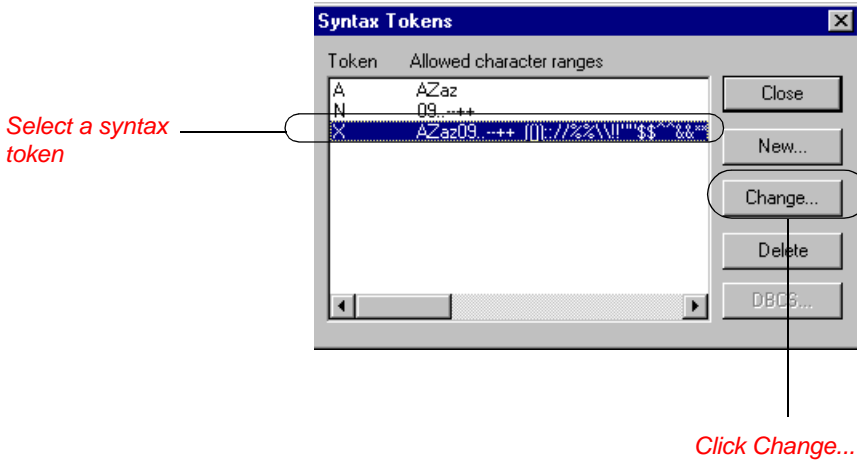 Syntax Tokens
Token Allowed character ranges
A AZaz
N 09..--++
X
Close
New...
Change...
Delete
DBCS...
Select a syntax
token
Click Change...